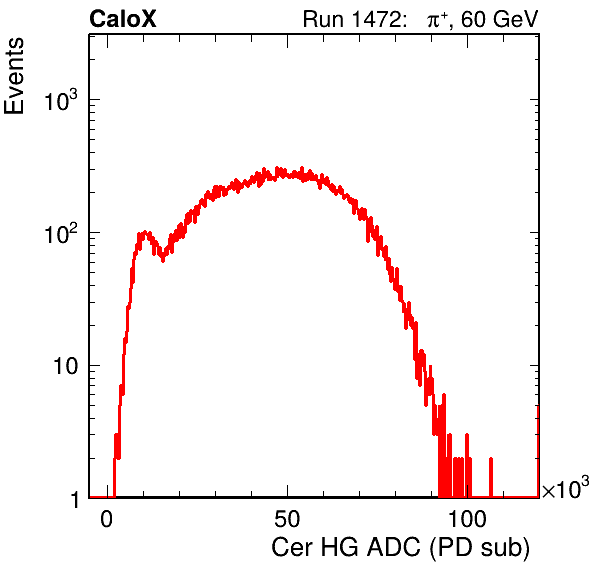 CaloX Run 1472: π⁺, 60 GeV
Events
10³
10²
10
1
0 50 100 ×10³
Cer HG ADC (PD sub)